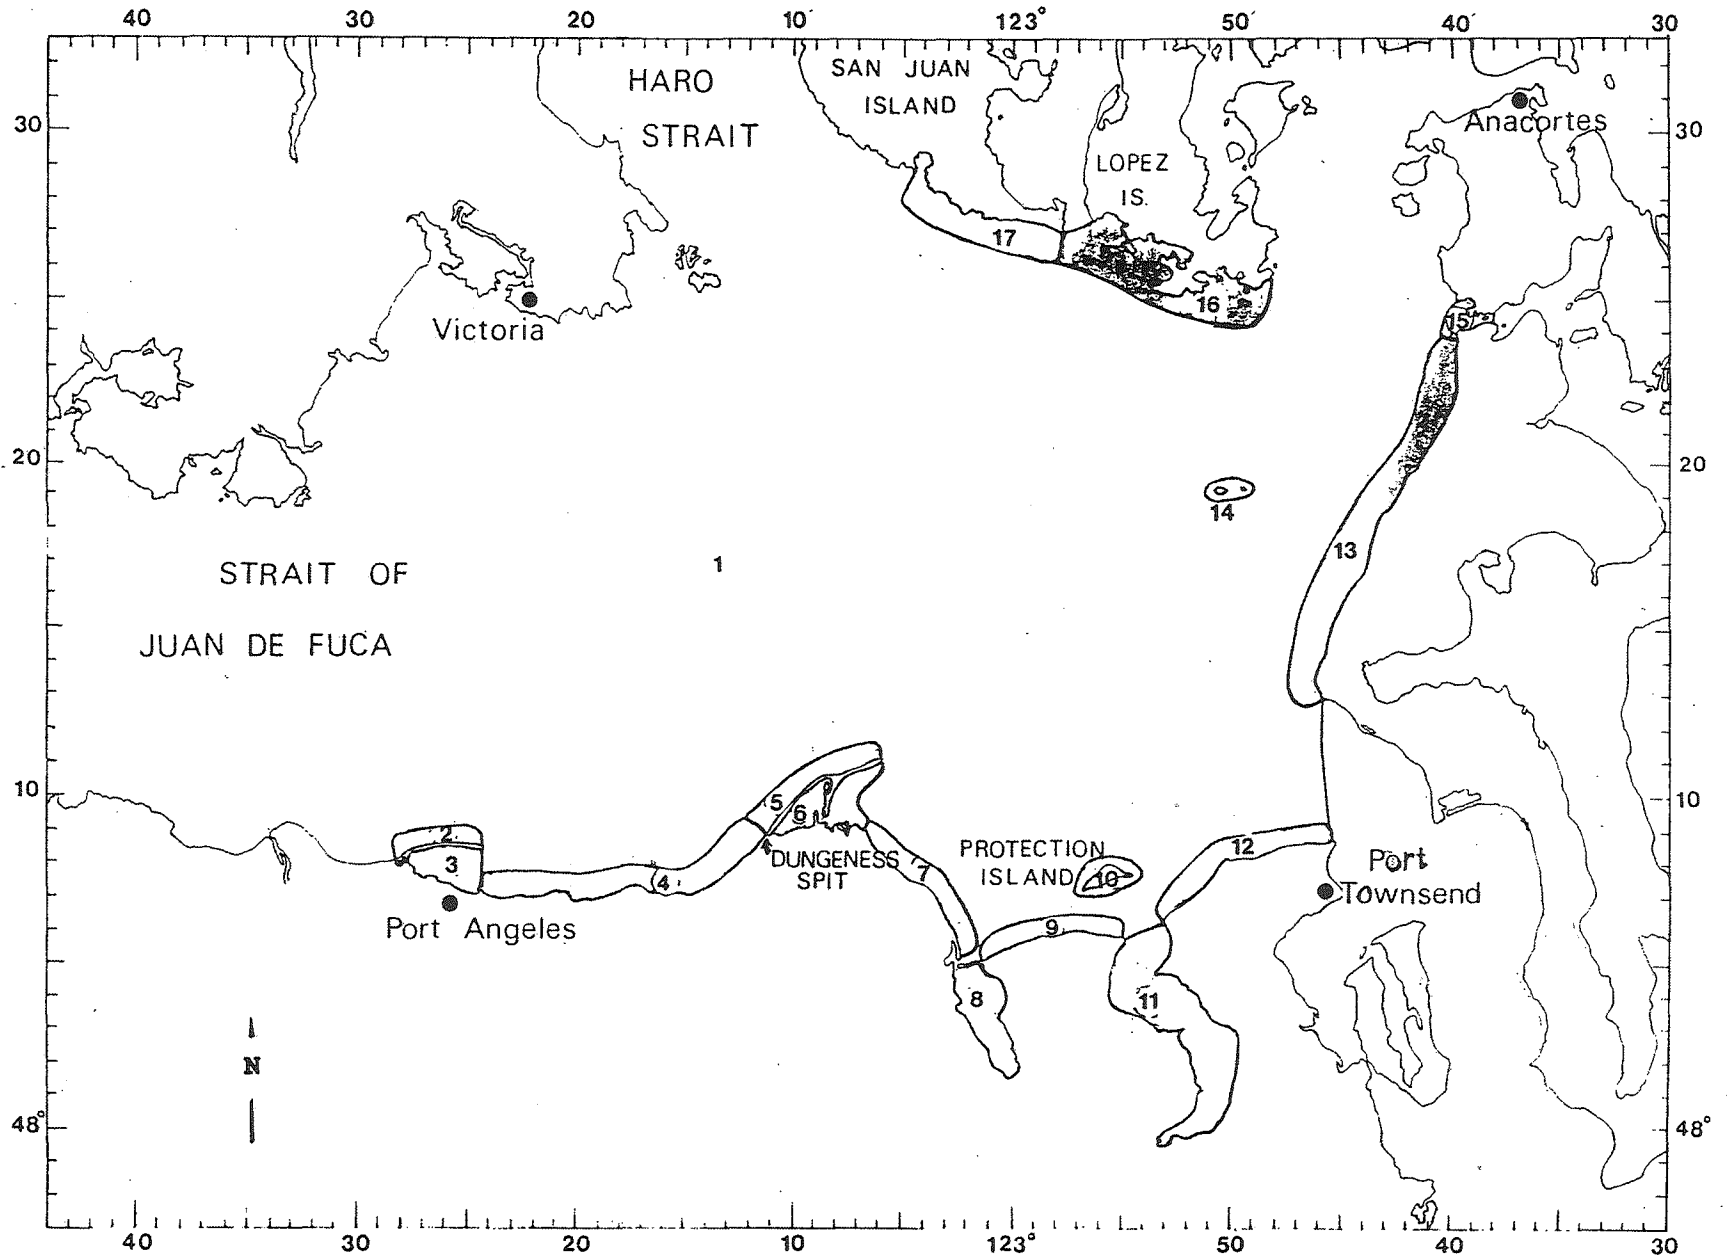 40 30 20 10′ 123° 50′ 40′ 30
HARO
STRAIT
SAN JUAN
ISLAND
LOPEZ
IS.
Anacortes
30
30
17
16
15
Victoria
20
20
14
13
1
STRAIT OF
JUAN DE FUCA
10
10
2
3
4
5
6
7
DUNGENESS
SPIT
PROTECTION
ISLAND
10
12
Port
Townsend
Port Angeles
9
8
11
N
48°
48°
40 30 20 10 123° 50 40 30